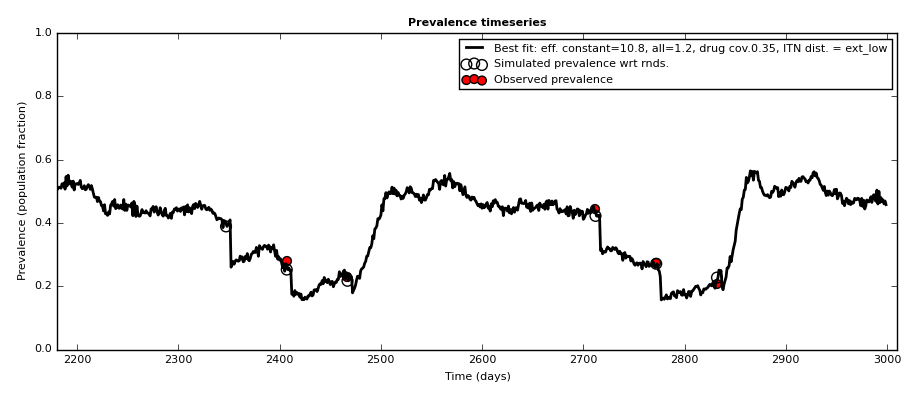 Prevalence timeseries
1.0
0.8
0.6
0.4
0.2
0.0
Prevalence (population fraction)
Best fit: eff. constant=10.8, all=1.2, drug cov.0.35, ITN dist. = ext_low
Simulated prevalence wrt rnds.
Observed prevalence
2200 2300 2400 2500 2600 2700 2800 2900 3000
Time (days)